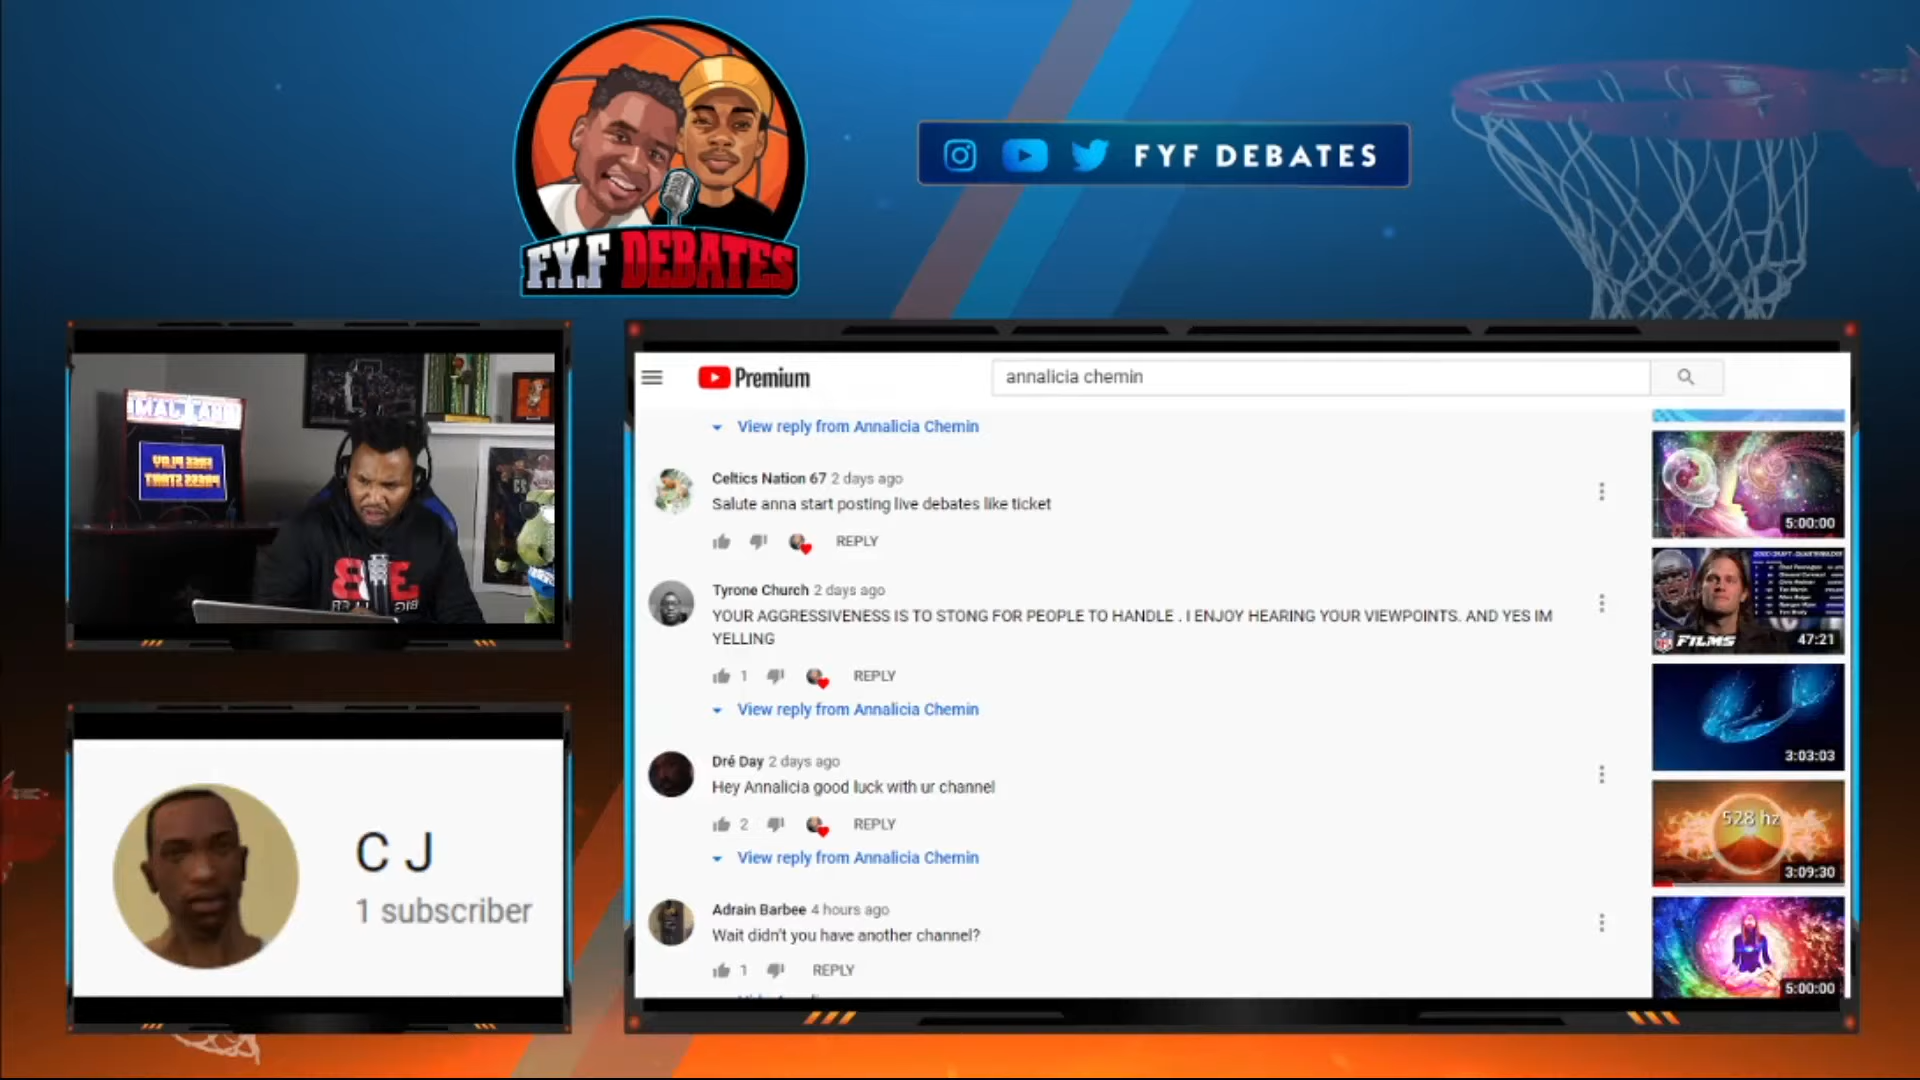 F.Y.F DEBATES
FYF DEBATES
Premium
annalicia chemin
View reply from Annalicia Chemin
Celtics Nation 67 2 days ago
Salute anna start posting live debates like ticket
REPLY
Tyrone Church 2 days ago
YOUR AGGRESSIVENESS IS TO STONG FOR PEOPLE TO HANDLE . I ENJOY HEARING YOUR VIEWPOINTS. AND YES IM
YELLING
1 REPLY
View reply from Annalicia Chemin
Dré Day 2 days ago
Hey Annalicia good luck with ur channel
2 REPLY
View reply from Annalicia Chemin
Adrain Barbee 4 hours ago
Wait didn't you have another channel?
1 REPLY
5:00:00
FILMS
47:21
3:03:03
528 hz
3:09:30
5:00:00
FREE PLAY
PRESS START
C J
1 subscriber